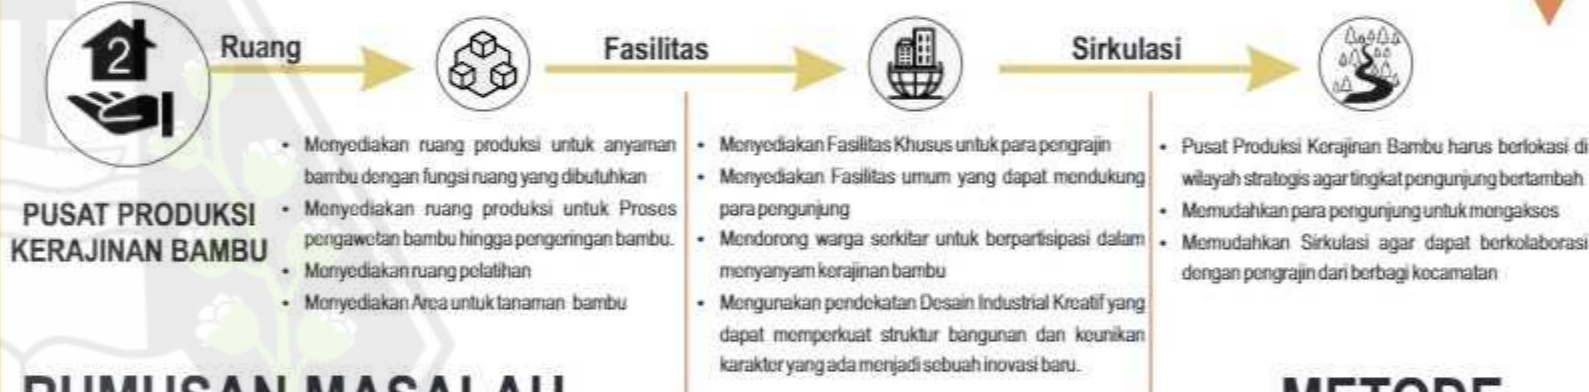 2
Ruang
Fasilitas
Sirkulasi
PUSAT PRODUKSI
KERAJINAN BAMBU
• Menyediakan ruang produksi untuk anyaman
bambu dengan fungsi ruang yang dibutuhkan
• Menyediakan ruang produksi untuk Proses
pengawetan bambu hingga pengeringan bambu.
• Menyediakan ruang pelatihan
• Menyediakan Area untuk tanaman bambu
• Menyediakan Fasilitas Khusus untuk para pengrajin
• Menyediakan Fasilitas umum yang dapat mendukung
para pengunjung
• Mendorong warga serkitar untuk berpartisipasi dalam
menyanyam kerajinan bambu
• Mengunakan pendekatan Desain Industrial Kreatif yang
dapat memperkuat struktur bangunan dan keunikan
karakter yang ada menjadi sebuah inovasi baru.
• Pusat Produksi Kerajinan Bambu harus berlokasi di
wilayah strategis agar tingkat pengunjung bertambah
• Memudahkan para pengunjung untuk mengakses
• Memudahkan Sirkulasi agar dapat berkolaborasi
dengan pengrajin dari berbagai kecamatan
RUMUSAN MASALAH
METODE